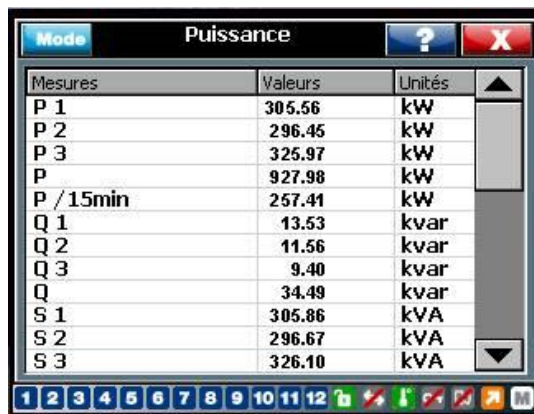 Mode Puissance ? X
Mesures Valeurs Unités
P 1 305.56 kW
P 2 296.45 kW
P 3 325.97 kW
P 927.98 kW
P /15min 257.41 kW
Q 1 13.53 kvar
Q 2 11.56 kvar
Q 3 9.40 kvar
Q 34.49 kvar
S 1 305.86 kVA
S 2 296.67 kVA
S 3 326.10 kVA
1 2 3 4 5 6 7 8 9 10 11 12 M